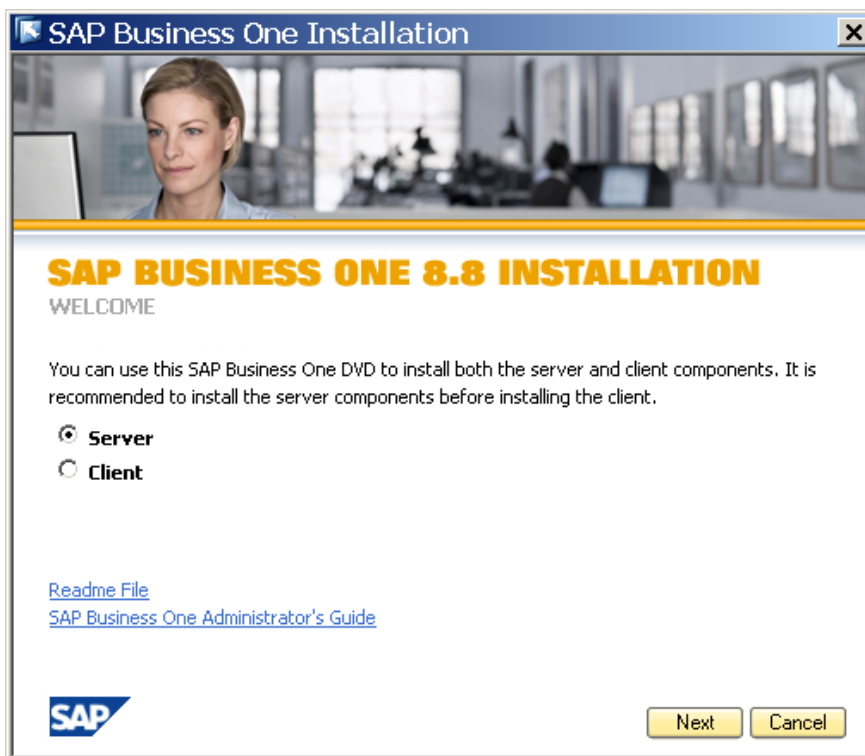 SAP Business One Installation
SAP BUSINESS ONE 8.8 INSTALLATION
WELCOME
You can use this SAP Business One DVD to install both the server and client components. It is
recommended to install the server components before installing the client.
Server
Client
Readme File
SAP Business One Administrator's Guide
SAP
Next
Cancel